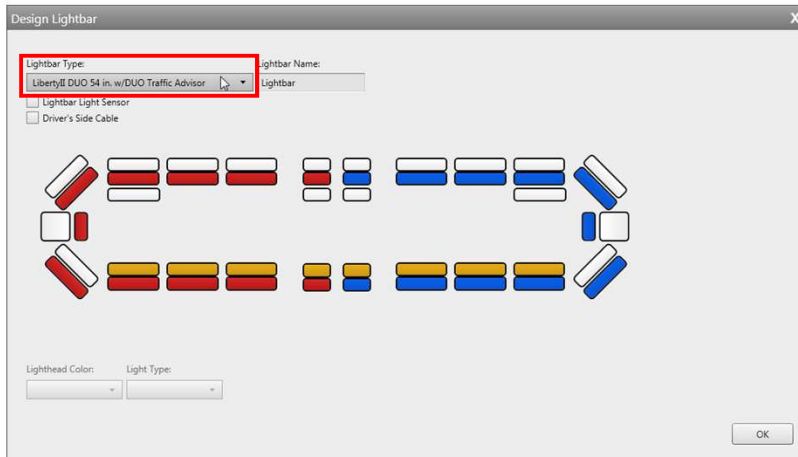 Design Lightbar X
Lightbar Type: Lightbar Name:
LibertyII DUO 54 in. w/DUO Traffic Advisor Lightbar
Lightbar Light Sensor
Driver's Side Cable
Lighthead Color: Light Type:
OK